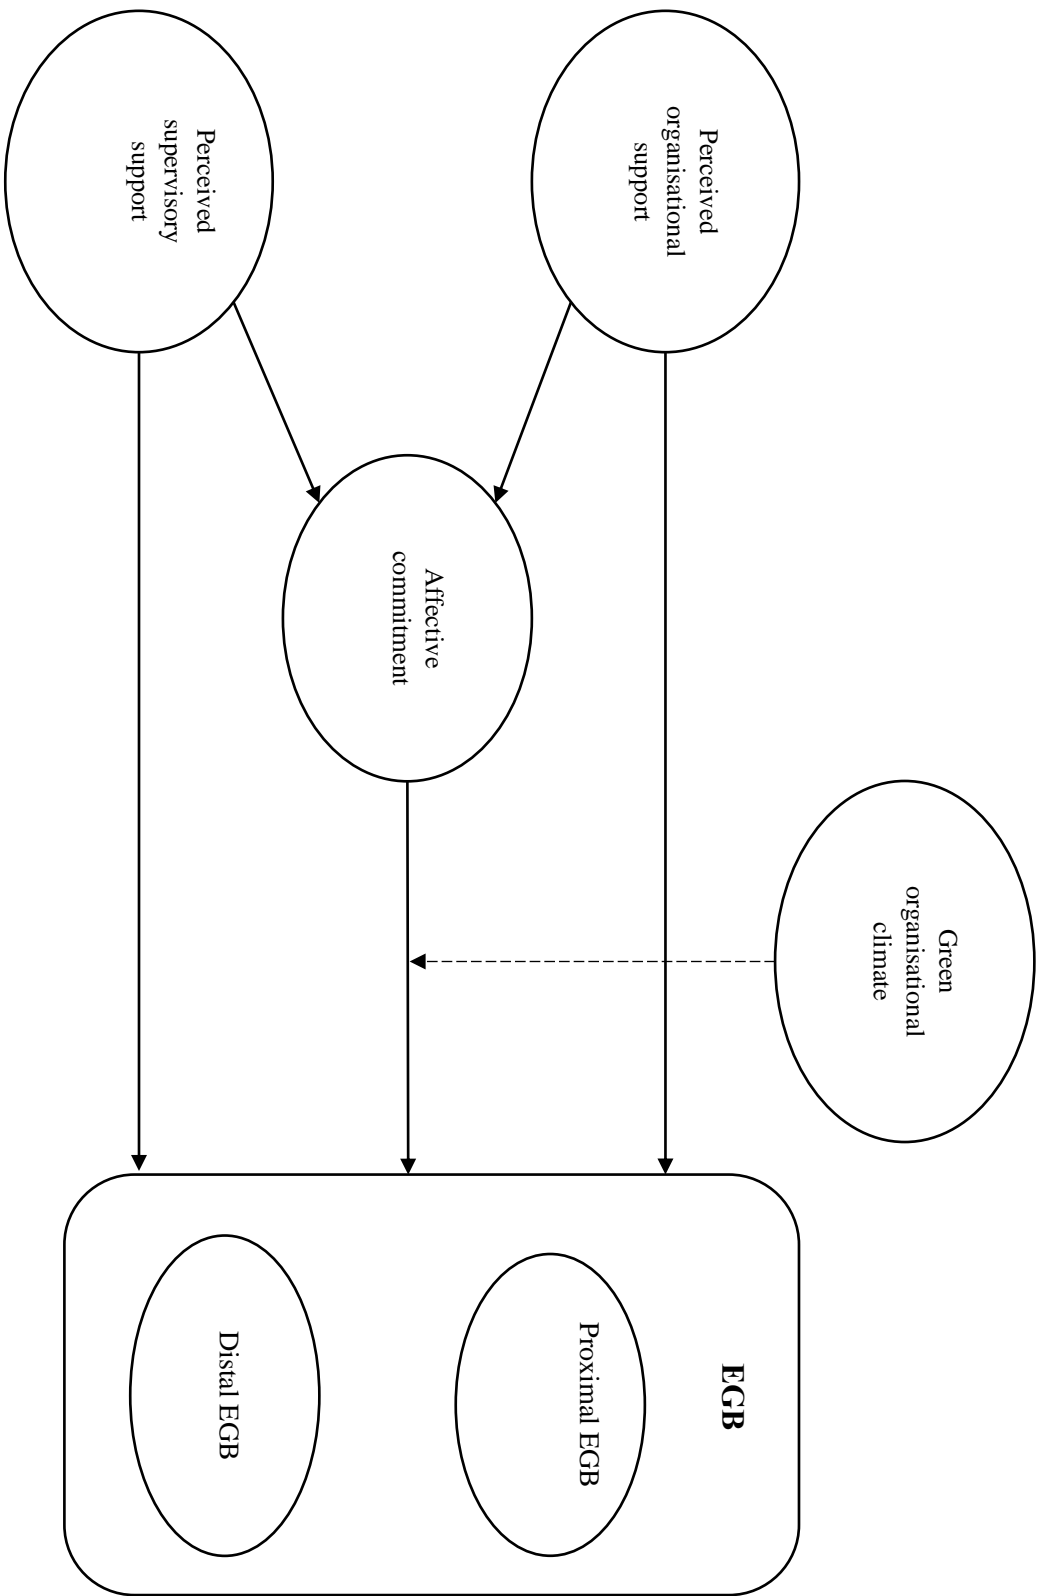 Green
organisational
climate
Perceived
organisational
support
EGB
Proximal EGB
Affective
commitment
Perceived
supervisory
support
Distal EGB